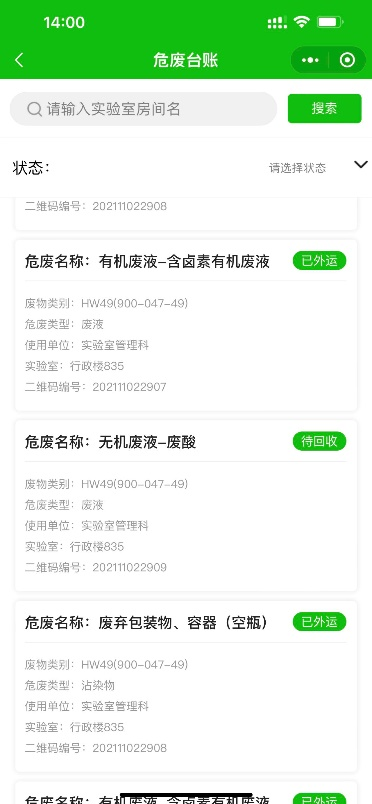 14:00
危废台账
请输入实验室房间名
搜索
状态：
请选择状态
二维码编号：202111022908
危废名称：有机废液-含卤素有机废液
已外运
废物类别：HW49(900-047-49)
危废类型：废液
使用单位：实验室管理科
实验室：行政楼835
二维码编号：202111022907
危废名称：无机废液-废酸
待回收
废物类别：HW49(900-047-49)
危废类型：废液
使用单位：实验室管理科
实验室：行政楼835
二维码编号：202111022909
危废名称：废弃包装物、容器（空瓶）
已外运
废物类别：HW49(900-047-49)
危废类型：沾染物
使用单位：实验室管理科
实验室：行政楼835
二维码编号：202111022908
危废名称：有机废液-含卤素有机废液
已外运